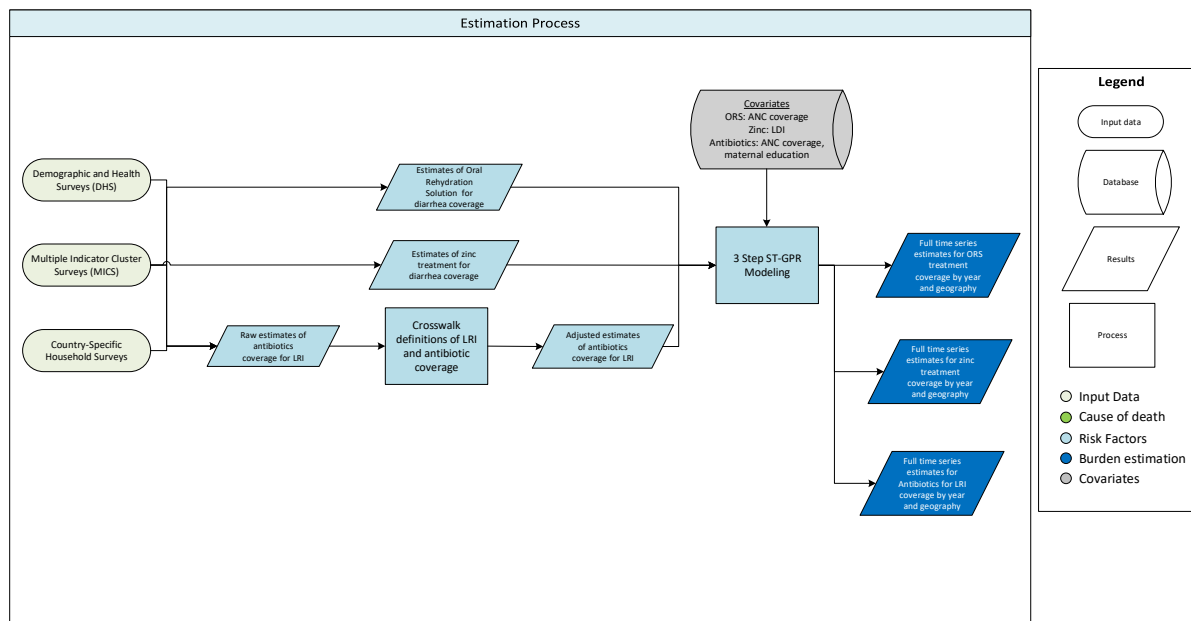 Estimation Process
Covariates
ORS: ANC coverage
Zinc: LDI
Antibiotics: ANC coverage,
maternal education
Demographic and Health
Surveys (DHS)
Estimates of Oral
Rehydration
Solution for
diarrhea coverage
Multiple Indicator Cluster
Surveys (MICS)
Estimates of zinc
treatment for
diarrhea coverage
3 Step ST-GPR
Modeling
Full time series
estimates for ORS
treatment
coverage by year
and geography
Country-Specific
Household Surveys
Raw estimates of
antibiotics
coverage for LRI
Crosswalk
definitions of LRI
and antibiotic
coverage
Adjusted estimates
of antibiotics
coverage for LRI
Full time series
estimates for zinc
treatment
coverage by year
and geography
Full time series
estimates for
Antibiotics for LRI
coverage by year
and geography
Legend
Input data
Database
Results
Process
Input Data
Cause of death
Risk Factors
Burden estimation
Covariates